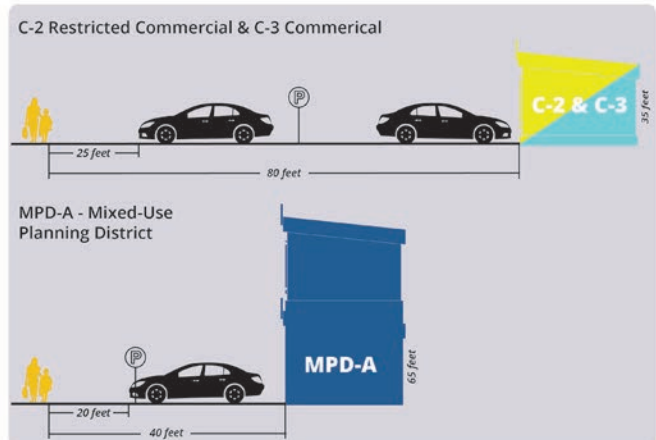 C-2 Restricted Commercial & C-3 Commerical
P
C-2 & C-3
35 feet
25 feet
80 feet
MPD-A - Mixed-Use
Planning District
P
MPD-A
65 feet
20 feet
40 feet